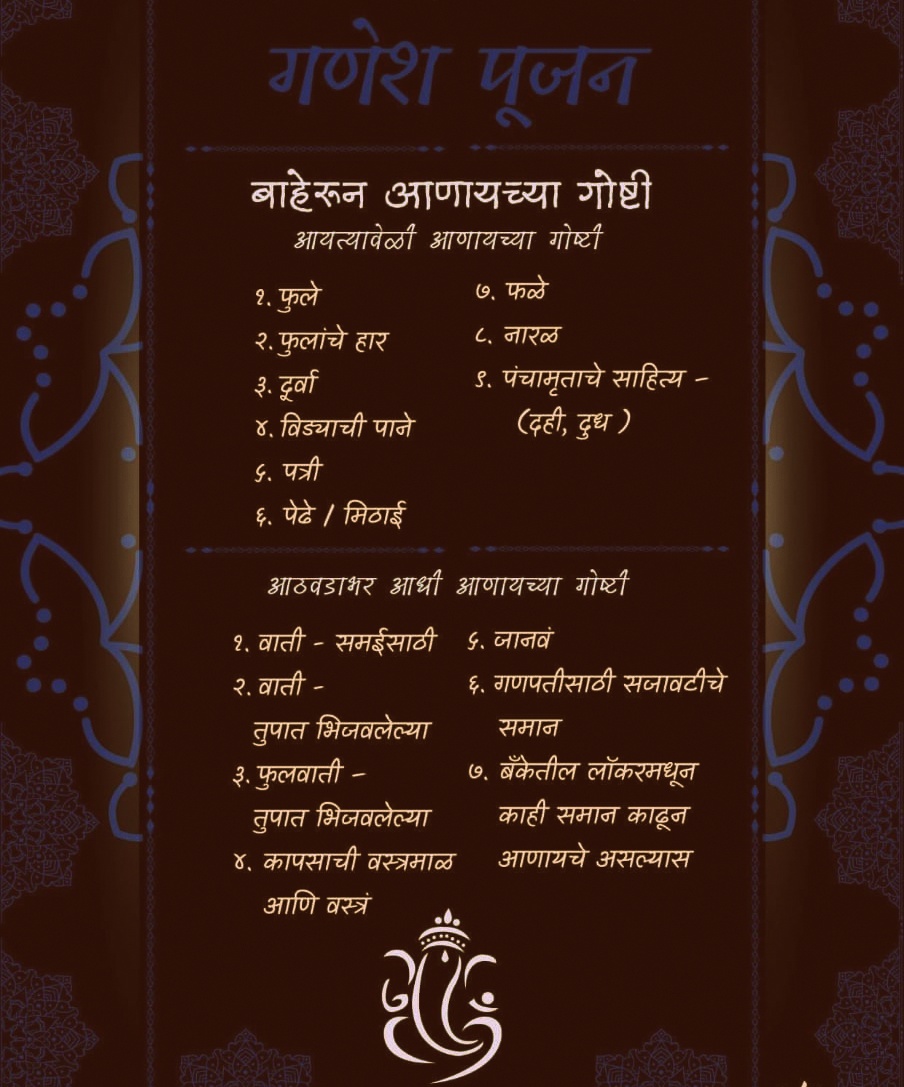 गणेश पूजन
बाहेरून आणायच्या गोष्टी
आयत्यावेळी आणायच्या गोष्टी
१. फुले
२. फुलांचे हार
३. दूर्वा
४. विड्याची पाने
५. पत्री
६. पेढे / मिठाई
७. फळे
८. नारळ
९. पंचामृताचे साहित्य -
(दही, दुध )
आठवडाभर आधी आणायच्या गोष्टी
१. वाती - समईसाठी
२. वाती -
तुपात भिजवलेल्या
३. फुलवाती -
तुपात भिजवलेल्या
४. कापसाची वस्त्रमाळ
आणि वस्त्रं
५. जानवं
६. गणपतीसाठी सजावटीचे
समान
७. बँकेतील लॉकरमधून
काही समान काढून
आणायचे असल्यास